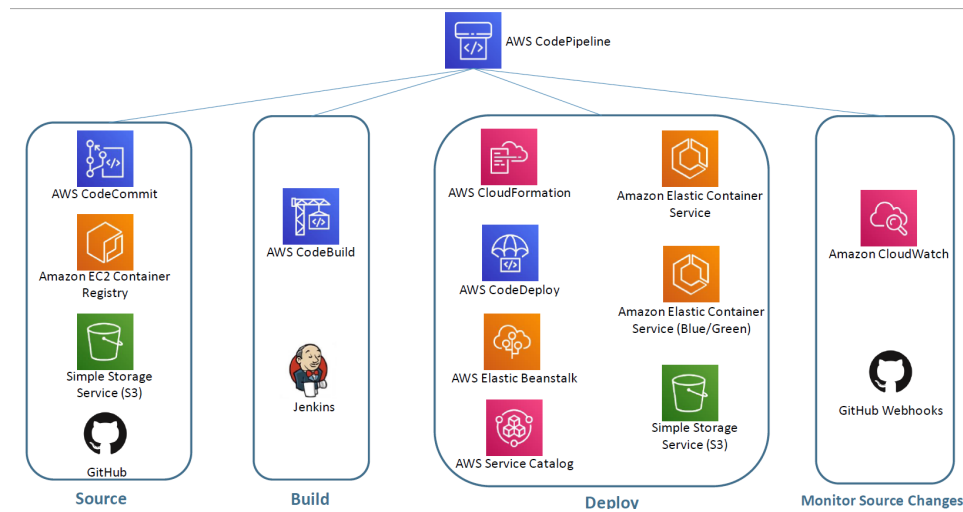 AWS CodePipeline
AWS CodeCommit
Amazon EC2 Container
Registry
Simple Storage
Service (S3)
GitHub
Source
AWS CodeBuild
Jenkins
Build
AWS CloudFormation
AWS CodeDeploy
AWS Elastic Beanstalk
AWS Service Catalog
Amazon Elastic Container
Service
Amazon Elastic Container
Service (Blue/Green)
Simple Storage
Service (S3)
Deploy
Amazon CloudWatch
GitHub Webhooks
Monitor Source Changes